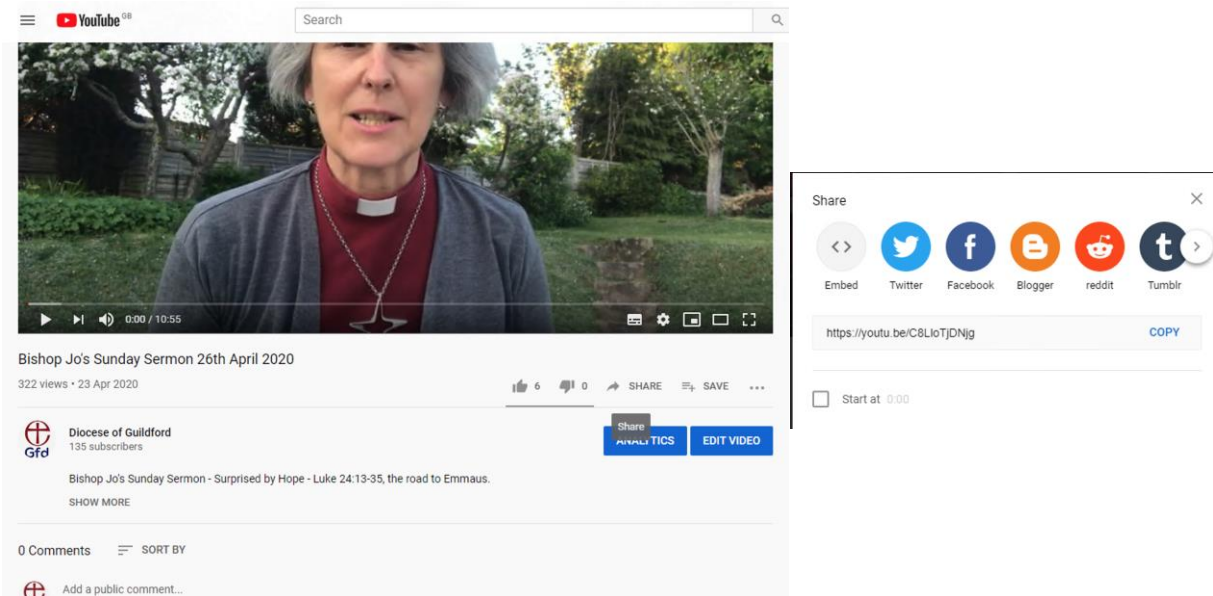 YouTube GB
Search
0:00 / 10:55
Bishop Jo's Sunday Sermon 26th April 2020
322 views • 23 Apr 2020
6 0 SHARE SAVE
Share
Gfd
Diocese of Guildford
135 subscribers
ANALYTICS EDIT VIDEO
Bishop Jo's Sunday Sermon - Surprised by Hope - Luke 24:13-35, the road to Emmaus.
SHOW MORE
0 Comments SORT BY
Add a public comment...
Share
Embed Twitter Facebook Blogger reddit Tumblr
https://youtu.be/C8LIoTjDNjg COPY
Start at 0:00